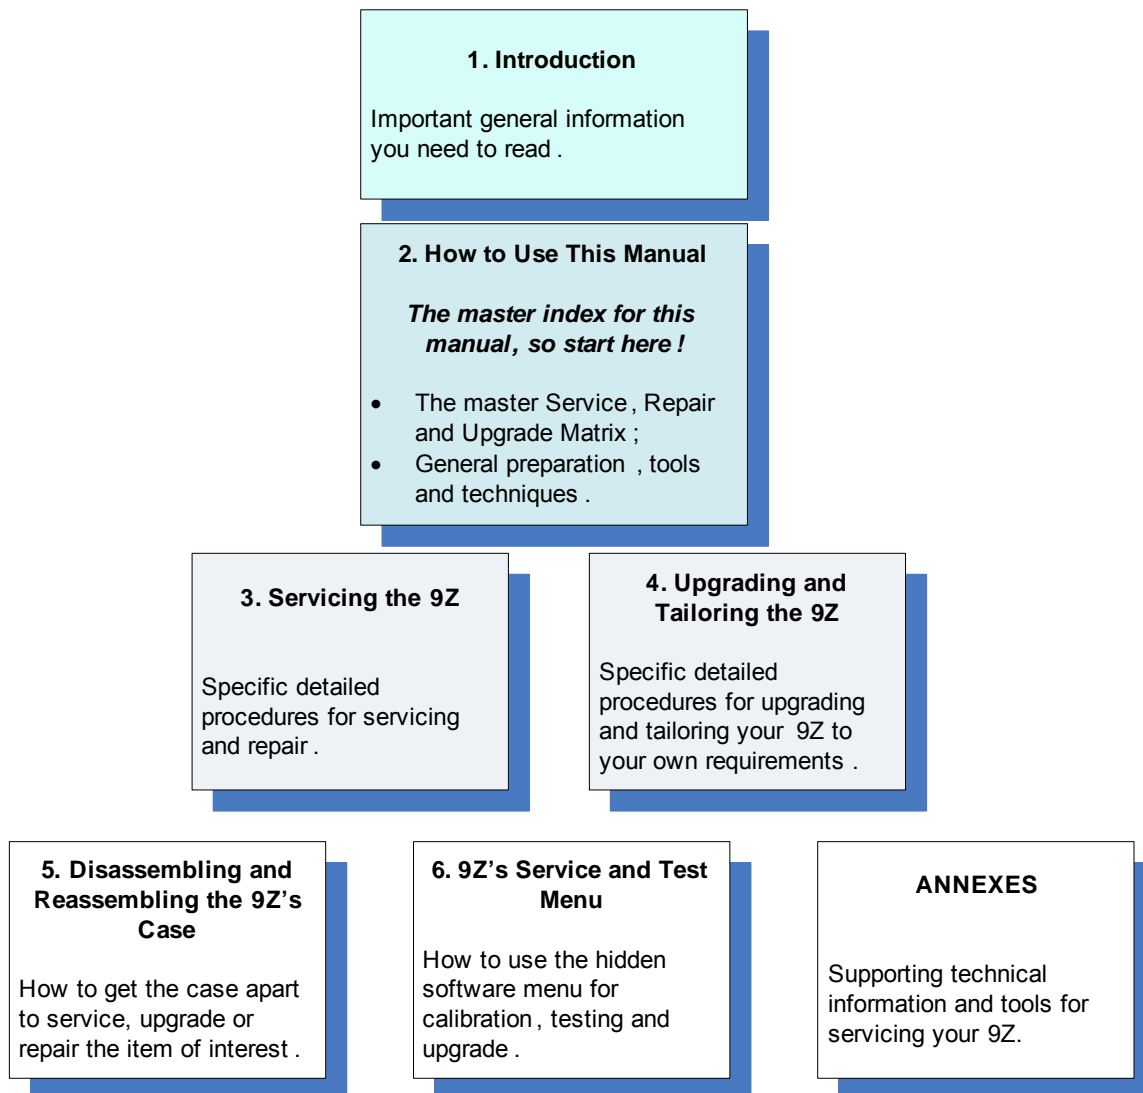 1. Introduction
Important general information
you need to read .
2. How to Use This Manual
The master index for this
manual, so start here !
• The master Service , Repair
and Upgrade Matrix ;
• General preparation , tools
and techniques .
3. Servicing the 9Z
Specific detailed
procedures for servicing
and repair .
4. Upgrading and
Tailoring the 9Z
Specific detailed
procedures for upgrading
and tailoring your 9Z to
your own requirements .
5. Disassembling and
Reassembling the 9Z’s
Case
How to get the case apart
to service, upgrade or
repair the item of interest .
6. 9Z’s Service and Test
Menu
How to use the hidden
software menu for
calibration , testing and
upgrade .
ANNEXES
Supporting technical
information and tools for
servicing your 9Z.